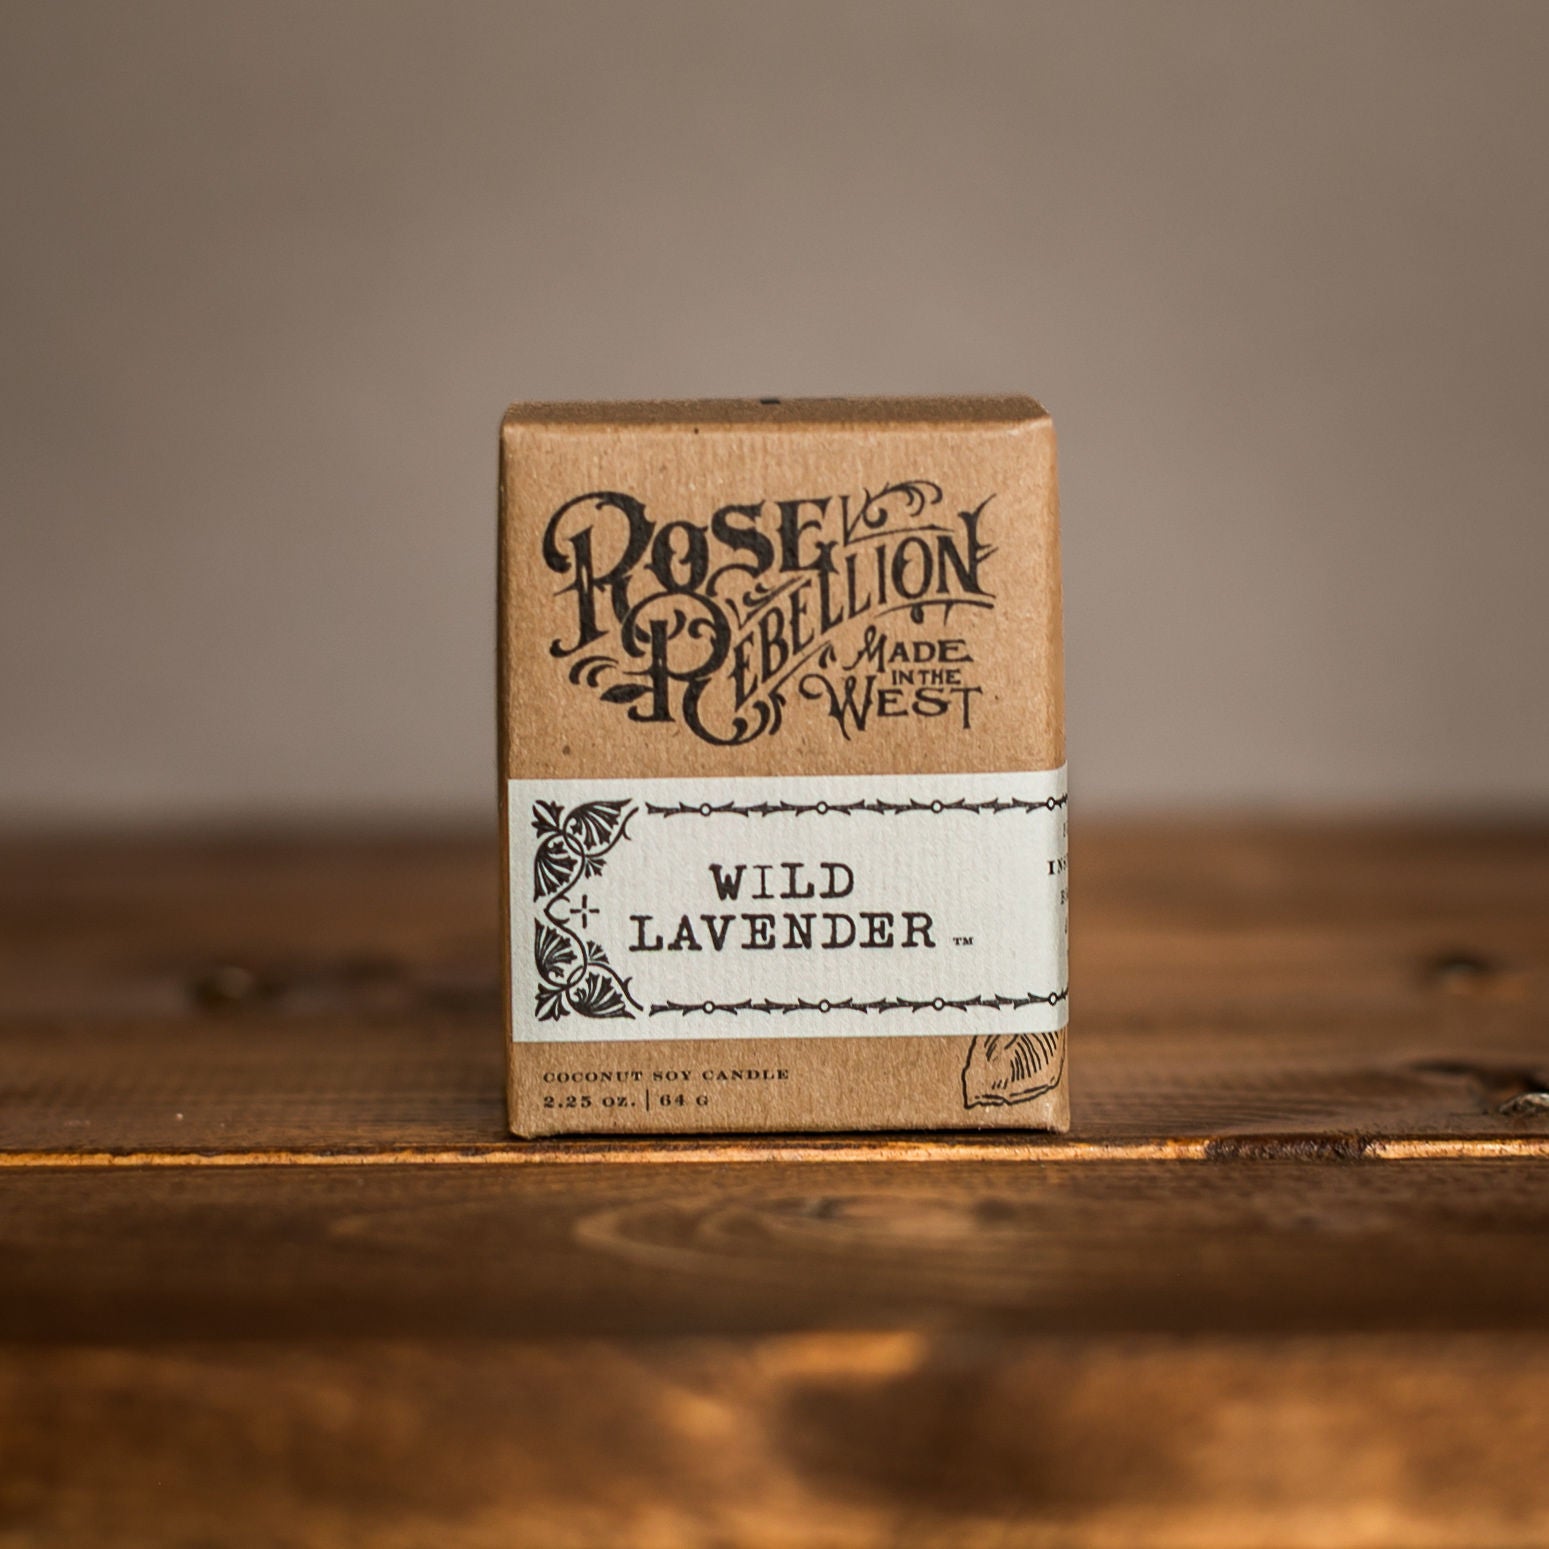 ROSE
REBELLION
MADE
IN THE
WEST
WILD
LAVENDER ™
COCONUT SOY CANDLE
2.25 OZ. | 64 G